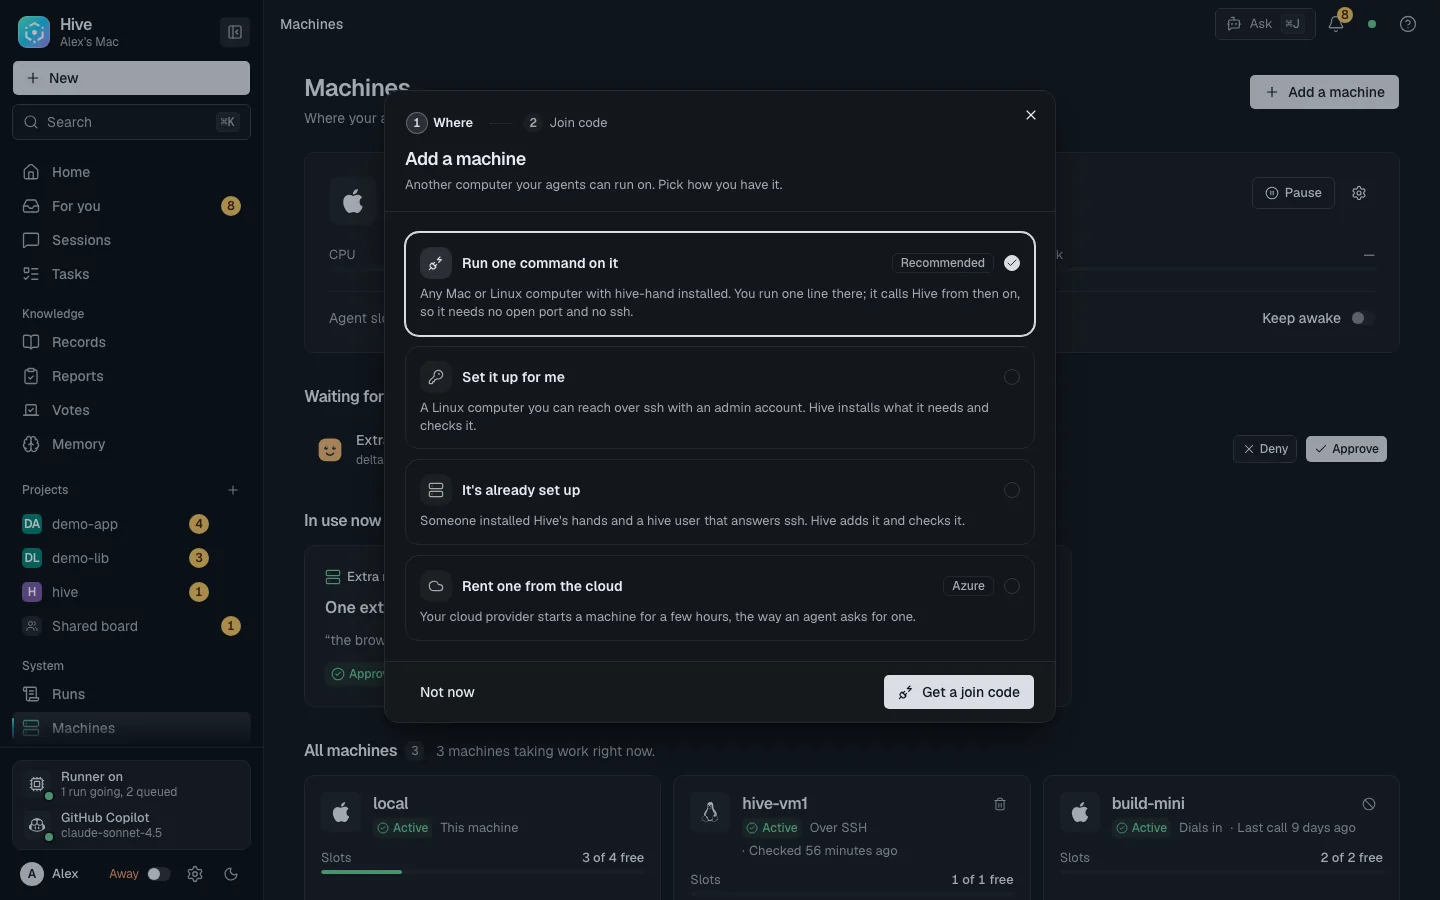 Hive
Alex's Mac
New
Search ⌘K
Home
For you 8
Sessions
Tasks
Knowledge
Records
Reports
Votes
Memory
Projects
DA demo-app 4
DL demo-lib 3
H hive 1
Shared board 1
System
Runs
Machines
Runner on
1 run going, 2 queued
GitHub Copilot
claude-sonnet-4.5
A Alex Away
Machines
Ask ⌘J
8
Machines
Where your a
Add a machine
Pause
CPU
k
—
Agent slo
Keep awake
Waiting for
Extr
delta
Deny
Approve
In use now
Extra
One ext
“the brow
Approv
1 Where
2 Join code
Add a machine
Another computer your agents can run on. Pick how you have it.
Run one command on it
Recommended
Any Mac or Linux computer with hive-hand installed. You run one line there; it calls Hive from then on,
so it needs no open port and no ssh.
Set it up for me
A Linux computer you can reach over ssh with an admin account. Hive installs what it needs and
checks it.
It's already set up
Someone installed Hive's hands and a hive user that answers ssh. Hive adds it and checks it.
Rent one from the cloud
Azure
Your cloud provider starts a machine for a few hours, the way an agent asks for one.
Not now
Get a join code
All machines 3 3 machines taking work right now.
local
Active This machine
Slots 3 of 4 free
hive-vm1
Active Over SSH
· Checked 56 minutes ago
Slots 1 of 1 free
build-mini
Active Dials in · Last call 9 days ago
Slots 2 of 2 free